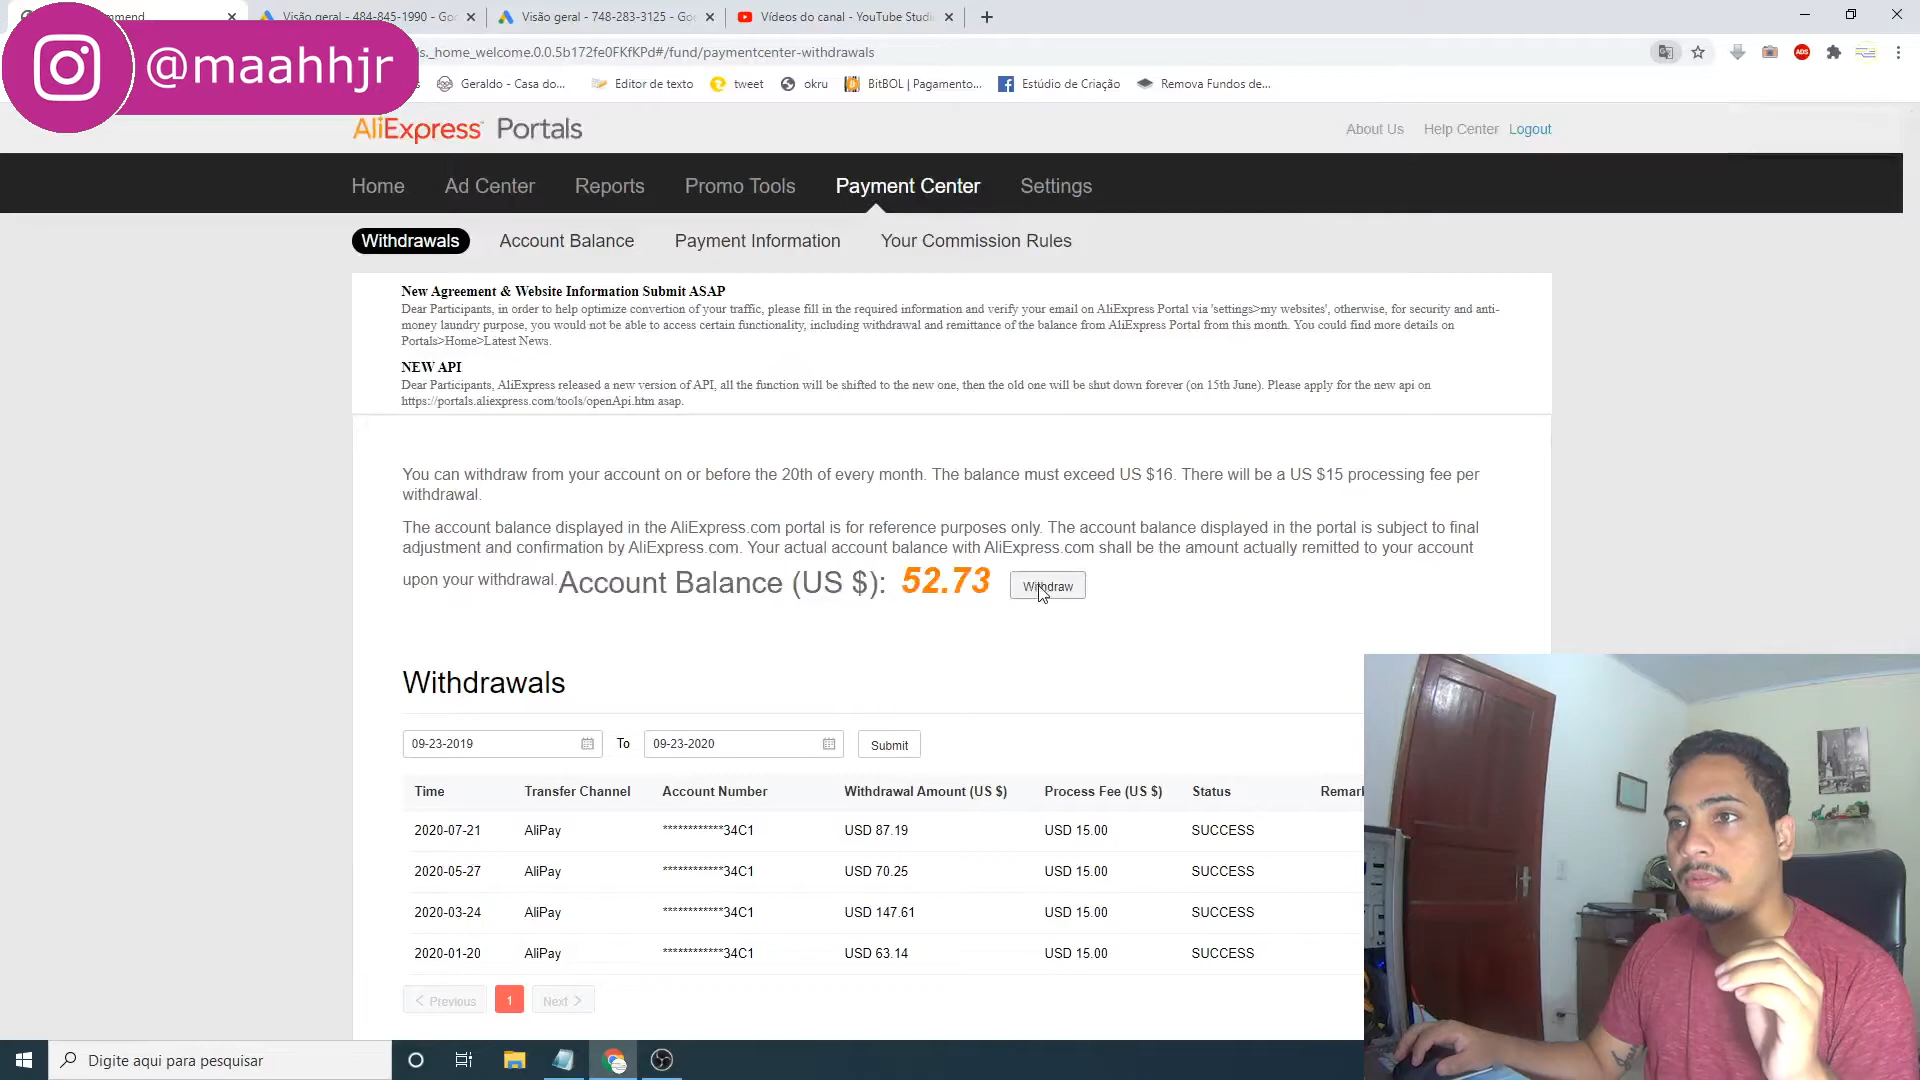 mmend
Visão geral - 484-845-1990 - Goo
Visão geral - 748-283-3125 - Goo
Vídeos do canal - YouTube Studi
@maahhjr
s._home_welcome.0.0.5b172fe0FKfKPd#/fund/paymentcenter-withdrawals
Geraldo - Casa do...
Editor de texto
tweet
okru
BitBOL | Pagamento...
Estúdio de Criação
Remova Fundos de...
AliExpress Portals
About Us
Help Center
Logout
Home
Ad Center
Reports
Promo Tools
Payment Center
Settings
Withdrawals
Account Balance
Payment Information
Your Commission Rules
New Agreement & Website Information Submit ASAP
Dear Participants, in order to help optimize convertion of your traffic, please fill in the required information and verify your email on AliExpress Portal via 'settings>my websites', otherwise, for security and anti-
money laundry purpose, you would not be able to access certain functionality, including withdrawal and remittance of the balance from AliExpress Portal from this month. You could find more details on
Portals>Home>Latest News.
NEW API
Dear Participants, AliExpress released a new version of API, all the function will be shifted to the new one, then the old one will be shut down forever (on 15th June). Please apply for the new api on
https://portals.aliexpress.com/tools/openApi.htm asap.
You can withdraw from your account on or before the 20th of every month. The balance must exceed US $16. There will be a US $15 processing fee per
withdrawal.
The account balance displayed in the AliExpress.com portal is for reference purposes only. The account balance displayed in the portal is subject to final
adjustment and confirmation by AliExpress.com. Your actual account balance with AliExpress.com shall be the amount actually remitted to your account
upon your withdrawal. Account Balance (US $): 52.73 Withdraw
Withdrawals
09-23-2019 To 09-23-2020 Submit
Time Transfer Channel Account Number Withdrawal Amount (US $) Process Fee (US $) Status Remark
2020-07-21 AliPay ************34C1 USD 87.19 USD 15.00 SUCCESS
2020-05-27 AliPay ************34C1 USD 70.25 USD 15.00 SUCCESS
2020-03-24 AliPay ************34C1 USD 147.61 USD 15.00 SUCCESS
2020-01-20 AliPay ************34C1 USD 63.14 USD 15.00 SUCCESS
< Previous 1 Next >
Digite aqui para pesquisar